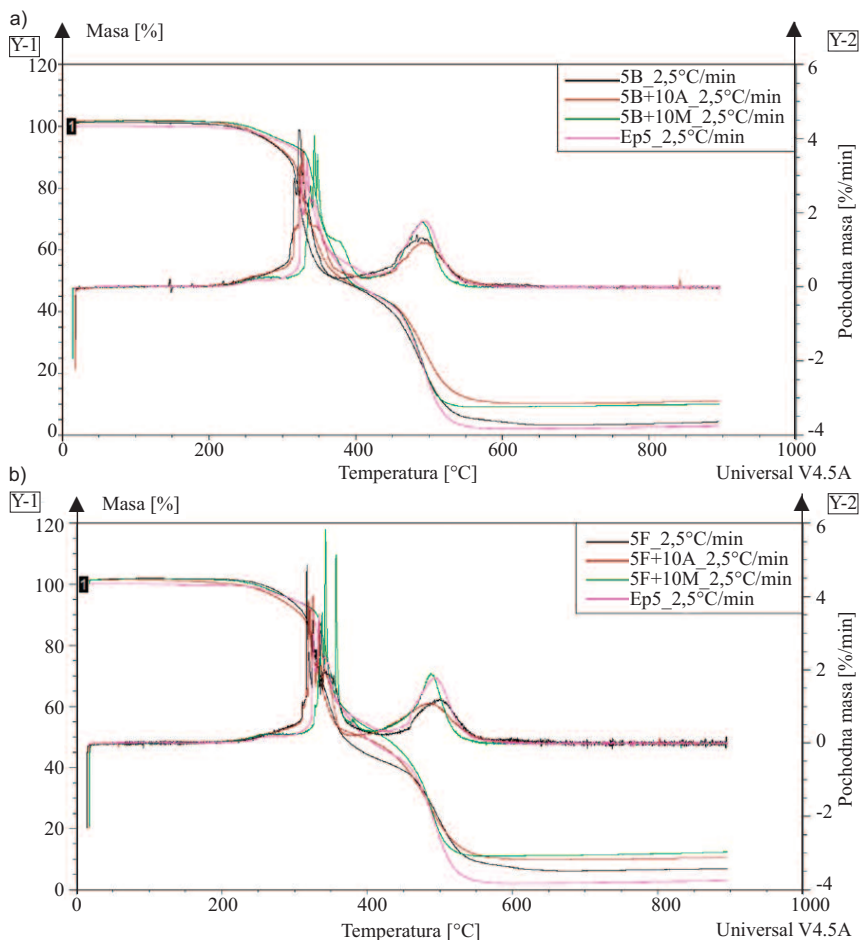 a)
Y-1 Masa [%] Y-2
120 6
5B_2,5°C/min
5B+10A_2,5°C/min
5B+10M_2,5°C/min
Ep5_2,5°C/min
100 4
1
80 2
60 0
40 -2
20 -4
0
0 200 400 600 800 1000
Pochodna masa [%/min]
Temperatura [°C] Universal V4.5A
b)
Y-1 Masa [%] Y-2
120 6
5F_2,5°C/min
5F+10A_2,5°C/min
5F+10M_2,5°C/min
Ep5_2,5°C/min
100 4
1
80 2
60 0
40 -2
20 -4
0
0 200 400 600 800 1000
Pochodna masa [%/min]
Temperatura [°C] Universal V4.5A